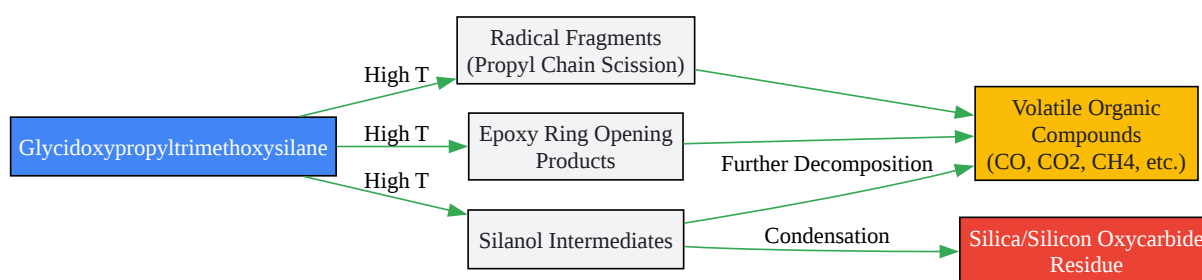 Radical Fragments
(Propyl Chain Scission)
High T
Glycidoxypropyltrimethoxysilane
High T
Epoxy Ring Opening
Products
High T
Silanol Intermediates
Further Decomposition
Volatile Organic
Compounds
(CO, CO2, CH4, etc.)
Condensation
Silica/Silicon Oxycarbide
Residue